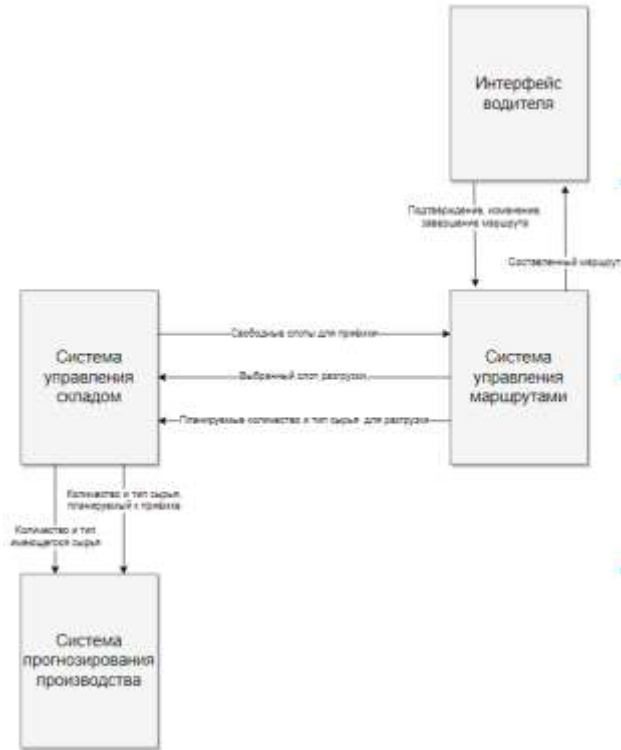 Интерфейс
водителя
Подтверждение, изменение,
завершение маршрута
Составленный маршрут
Система
управления
складом
Свободные слоты для приёмки
Выбранный слот разгрузки
Планируемые количество и тип сырья для разгрузки
Система
управления
маршрутами
Количество и тип сырья,
планируемый к приёмке
Количество и тип
имеющегося сырья
Система
прогнозирования
производства